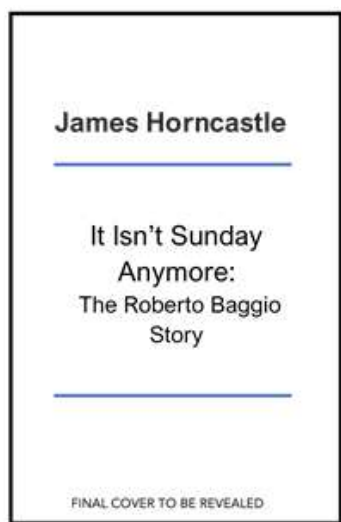 James Horncastle
It Isn't Sunday
Anymore:
The Roberto Baggio
Story
FINAL COVER TO BE REVEALED